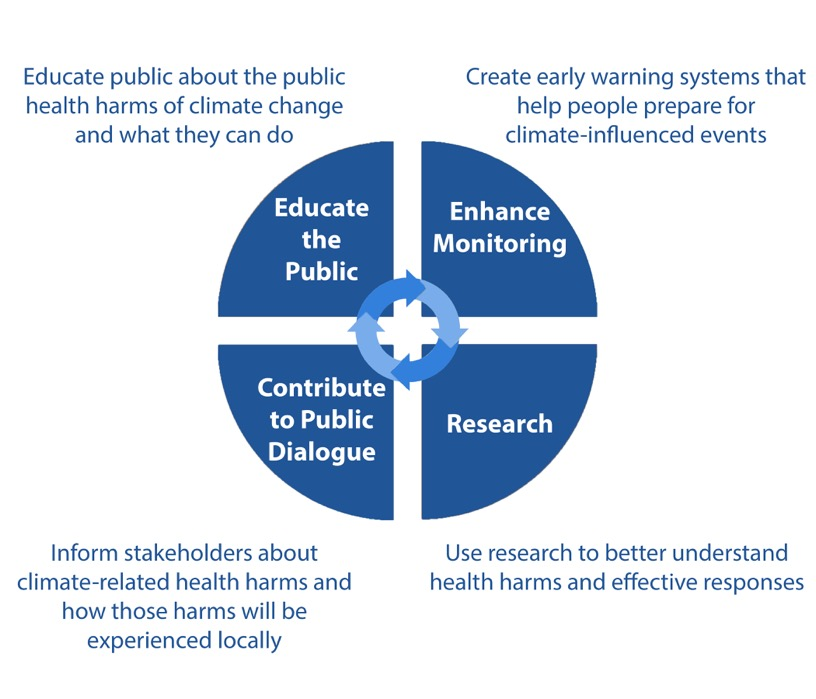 Educate public about the public
health harms of climate change
and what they can do
Create early warning systems that
help people prepare for
climate-influenced events
Educate
the
Public
Enhance
Monitoring
Contribute
to Public
Dialogue
Research
Inform stakeholders about
climate-related health harms and
how those harms will be
experienced locally
Use research to better understand
health harms and effective responses